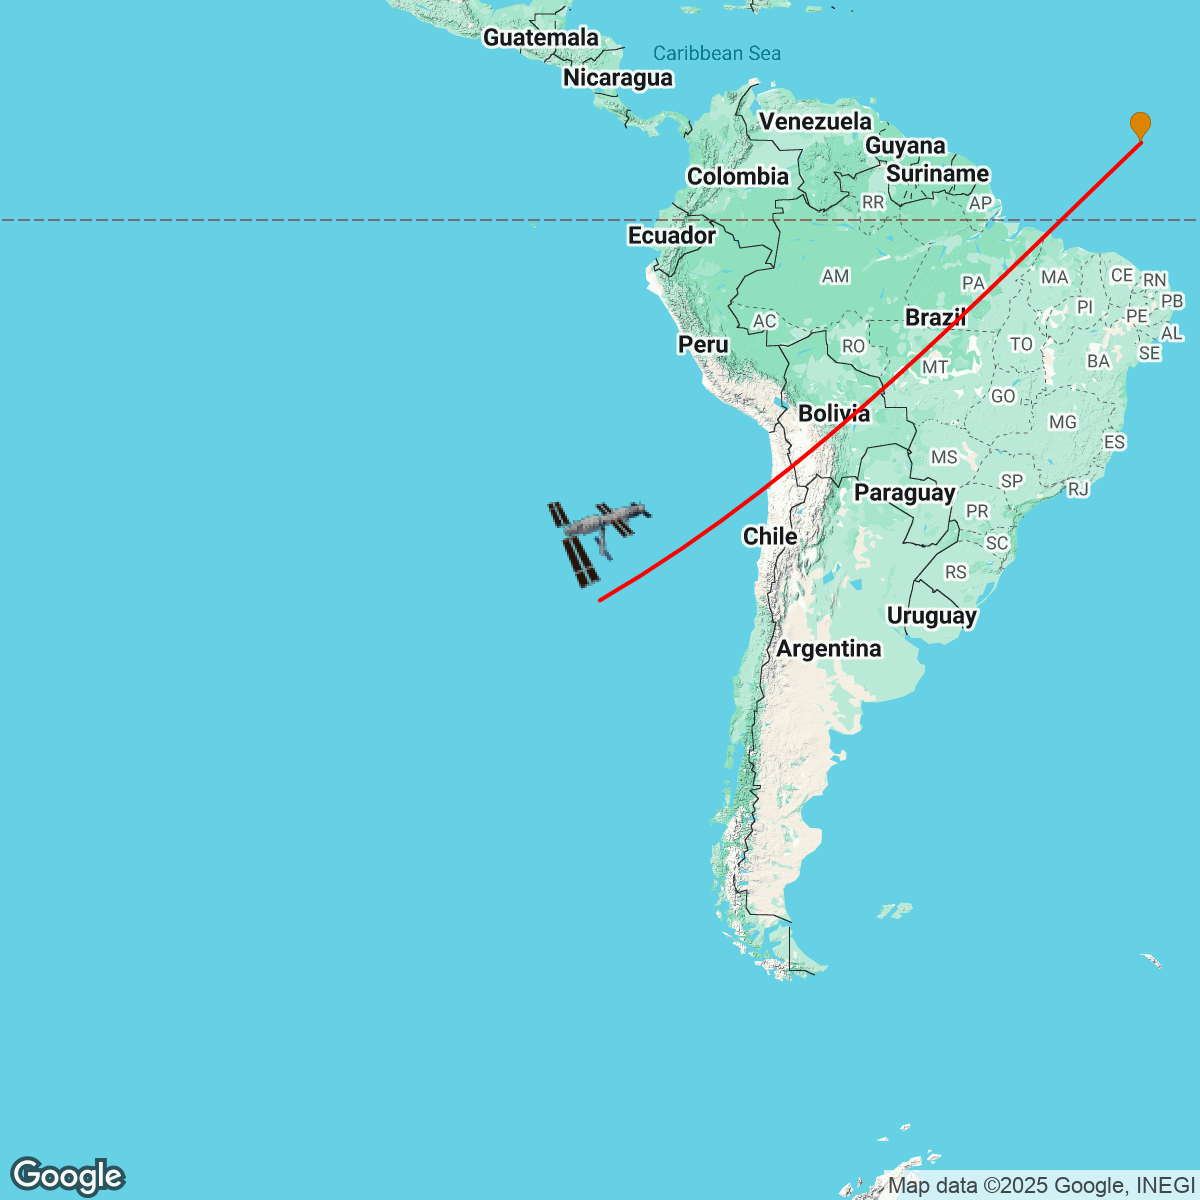 Guatemala
Caribbean Sea
Nicaragua
Venezuela
Guyana
Colombia
Suriname
RR
AP
Ecuador
AM
PA
MA
CE
RN
PI
PB
PE
AC
Brazil
AL
Peru
RO
TO
SE
MT
BA
GO
Bolivia
MG
ES
MS
SP
RJ
Paraguay
PR
Chile
SC
RS
Uruguay
Argentina
Google
Map data ©2025 Google, INEGI